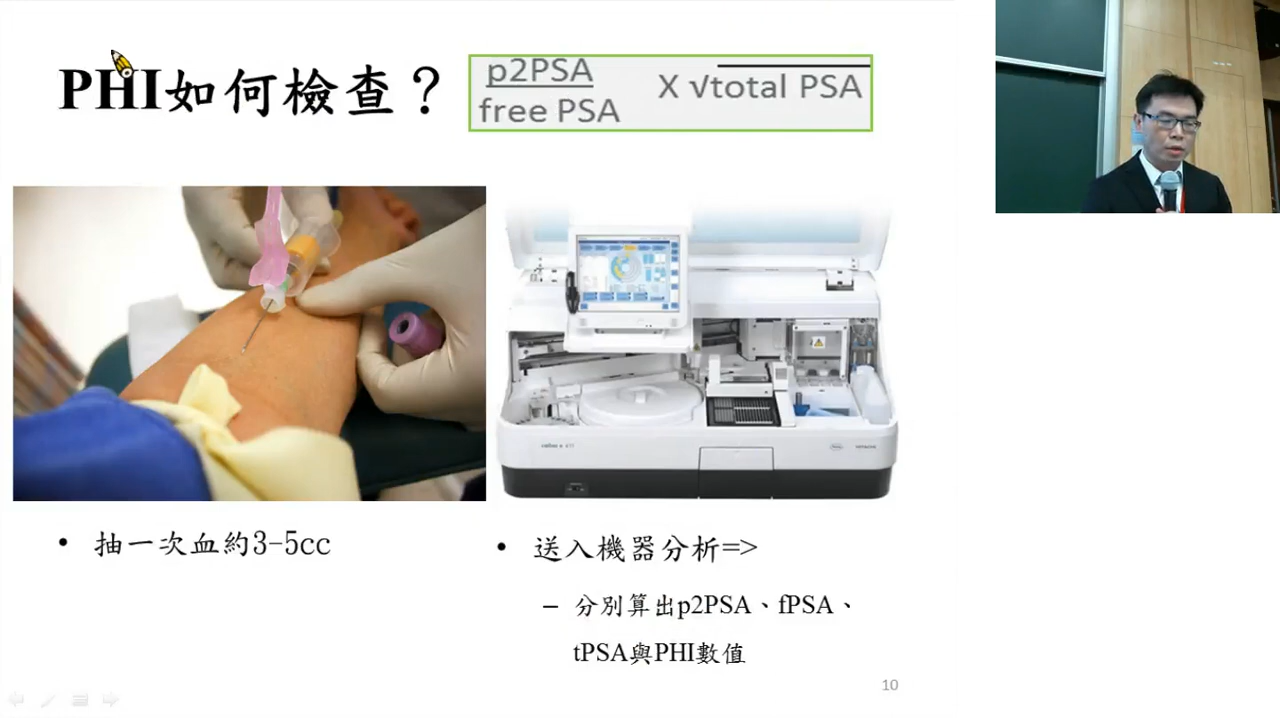 PHI如何檢查？
p2PSA
free PSA
X √total PSA
• 抽一次血約3-5cc
• 送入機器分析=>
– 分別算出p2PSA、fPSA、
tPSA與PHI數值
10